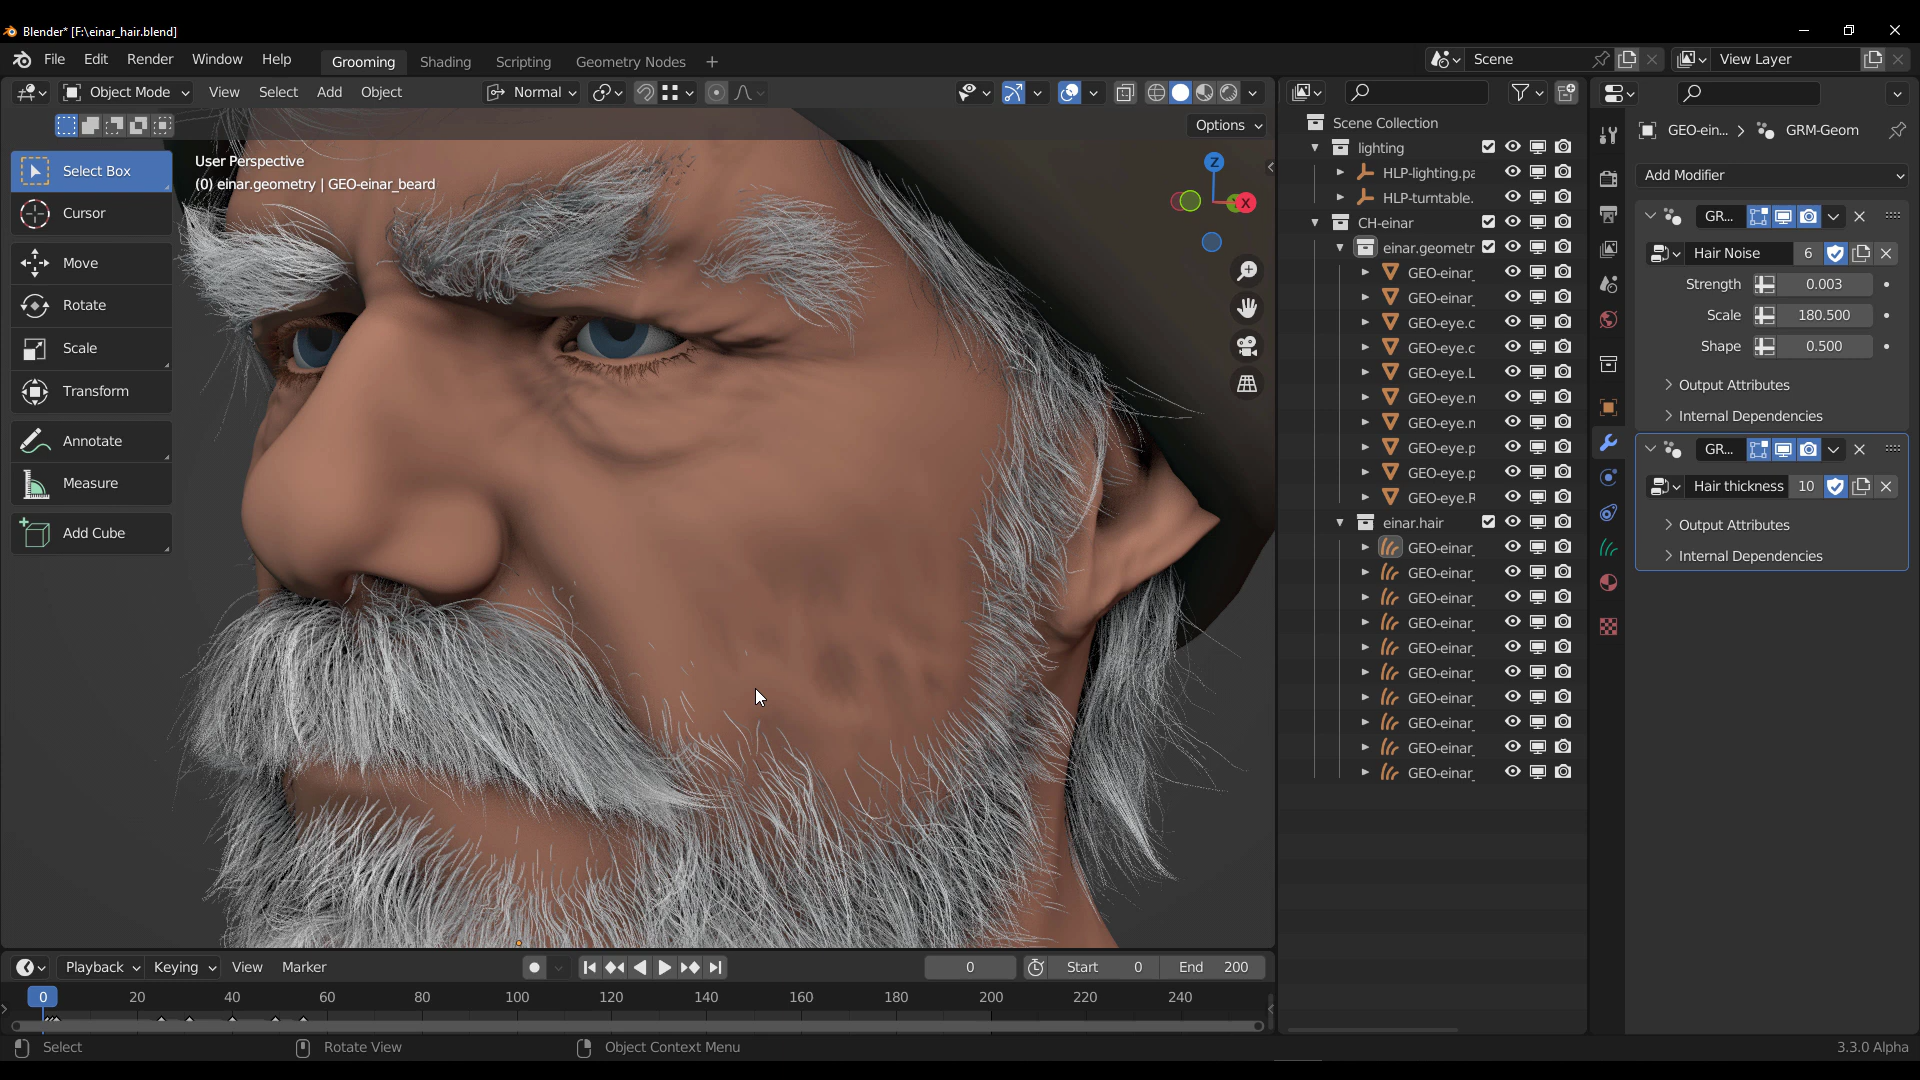 Blender* [F:\einar_hair.blend]
File Edit Render Window Help
Grooming Shading Scripting Geometry Nodes +
Scene
View Layer
Object Mode View Select Add Object
Normal
Options
Select Box
Cursor
Move
Rotate
Scale
Transform
Annotate
Measure
Add Cube
User Perspective
(0) einar.geometry | GEO-einar_beard
Z
X
Scene Collection
lighting
HLP-lighting.pa
HLP-turntable.
CH-einar
einar.geometr
GEO-einar_
GEO-einar_
GEO-eye.c
GEO-eye.c
GEO-eye.L
GEO-eye.n
GEO-eye.n
GEO-eye.p
GEO-eye.p
GEO-eye.R
einar.hair
GEO-einar_
GEO-einar_
GEO-einar_
GEO-einar_
GEO-einar_
GEO-einar_
GEO-einar_
GEO-einar_
GEO-einar_
GEO-einar_
GEO-ein... GRM-Geom
Add Modifier
GR...
Hair Noise 6
Strength 0.003
Scale 180.500
Shape 0.500
Output Attributes
Internal Dependencies
GR...
Hair thickness 10
Output Attributes
Internal Dependencies
Playback Keying View Marker
0 Start 0 End 200
0 20 40 60 80 100 120 140 160 180 200 220 240
Select Rotate View Object Context Menu
3.3.0 Alpha